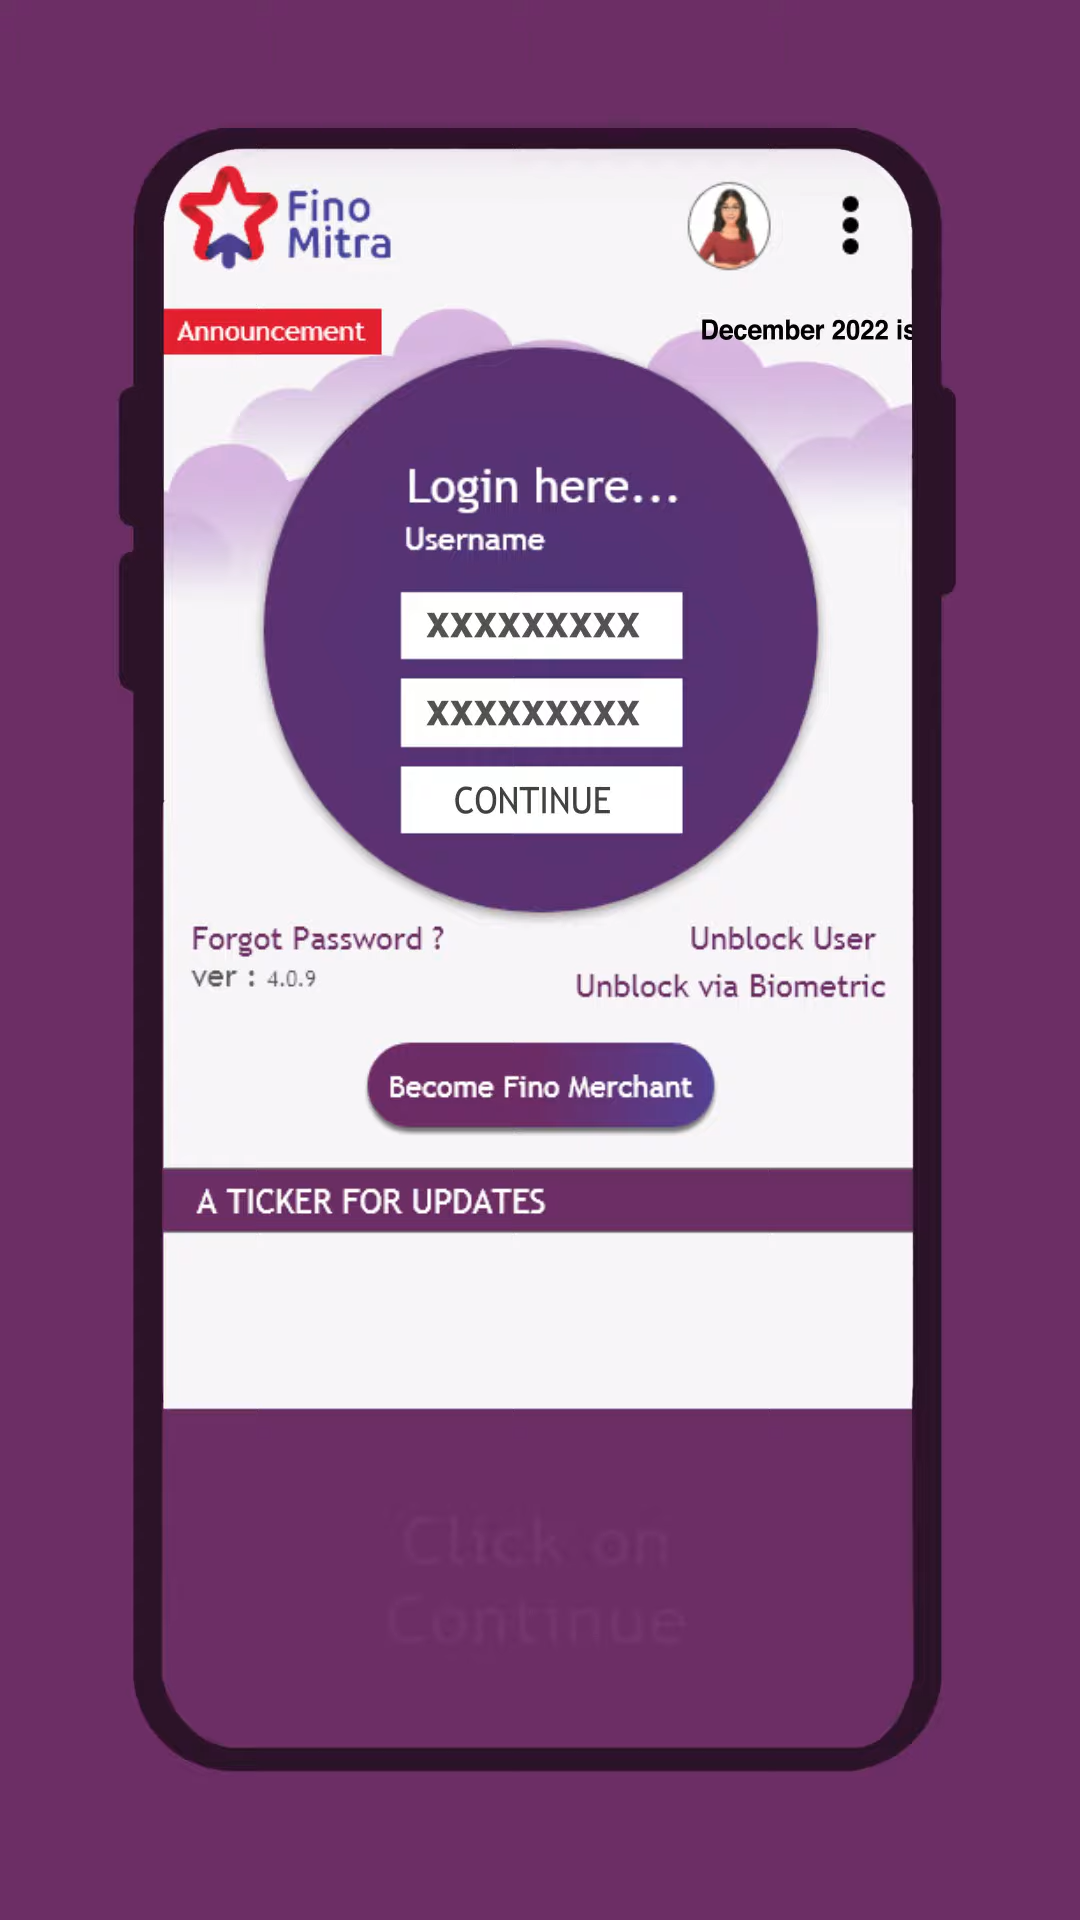 Fino
Mitra
Announcement
December 2022 is
Login here...
Username
XXXXXXXXX
XXXXXXXXX
CONTINUE
Forgot Password ?
Unblock User
ver : 4.0.9
Unblock via Biometric
Become Fino Merchant
A TICKER FOR UPDATES
Click on
Continue